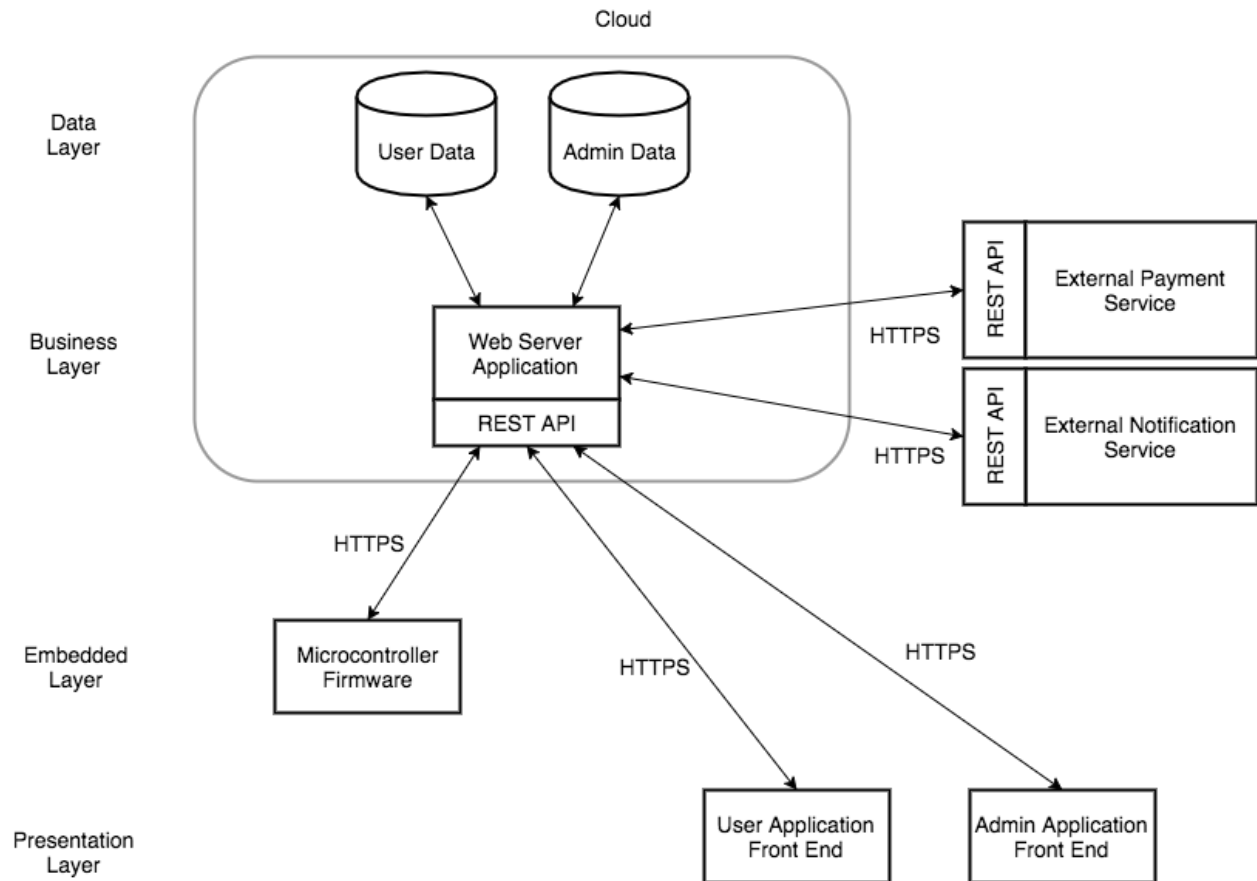 Cloud
Data
Layer
User Data
Admin Data
Business
Layer
Web Server
Application
REST API
HTTPS
REST API
External Payment
Service
HTTPS
REST API
External Notification
Service
HTTPS
Embedded
Layer
Microcontroller
Firmware
HTTPS
HTTPS
Presentation
Layer
User Application
Front End
Admin Application
Front End